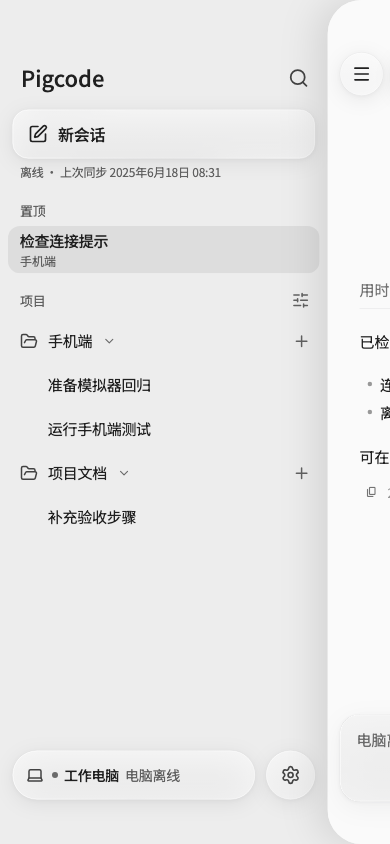 Pigcode
新会话
离线 · 上次同步 2025年6月18日 08:31
置顶
检查连接提示
手机端
项目
手机端
准备模拟器回归
运行手机端测试
项目文档
补充验收步骤
工作电脑 电脑离线
用时
已检
连
离
可在
电脑离